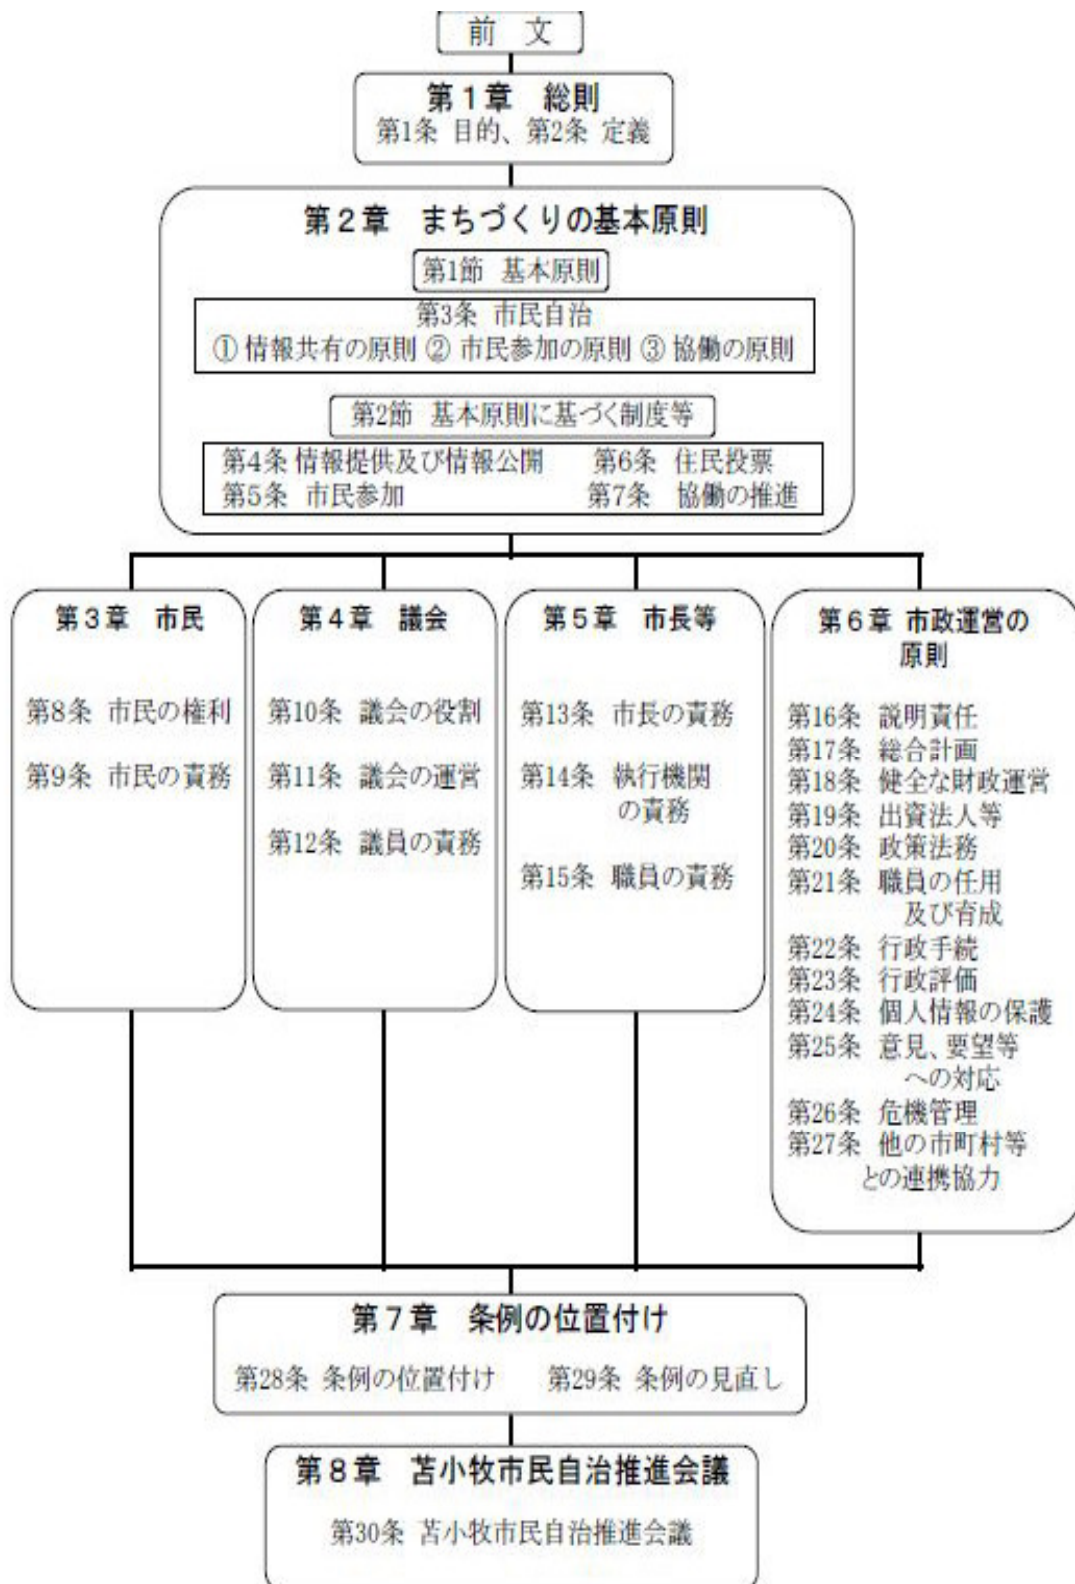 前 文
第1章 総則
第1条 目的、第2条 定義
第2章 まちづくりの基本原則
第1節 基本原則
第3条 市民自治
① 情報共有の原則 ② 市民参加の原則 ③ 協働の原則
第2節 基本原則に基づく制度等
第4条 情報提供及び情報公開 第6条 住民投票
第5条 市民参加 第7条 協働の推進
第3章 市民
第8条 市民の権利
第9条 市民の責務
第4章 議会
第10条 議会の役割
第11条 議会の運営
第12条 議員の責務
第5章 市長等
第13条 市長の責務
第14条 執行機関
の責務
第15条 職員の責務
第6章 市政運営の
原則
第16条 説明責任
第17条 総合計画
第18条 健全な財政運営
第19条 出資法人等
第20条 政策法務
第21条 職員の任用
及び育成
第22条 行政手続
第23条 行政評価
第24条 個人情報の保護
第25条 意見、要望等
への対応
第26条 危機管理
第27条 他の市町村等
との連携協力
第7章 条例の位置付け
第28条 条例の位置付け 第29条 条例の見直し
第8章 苫小牧市民自治推進会議
第30条 苫小牧市民自治推進会議